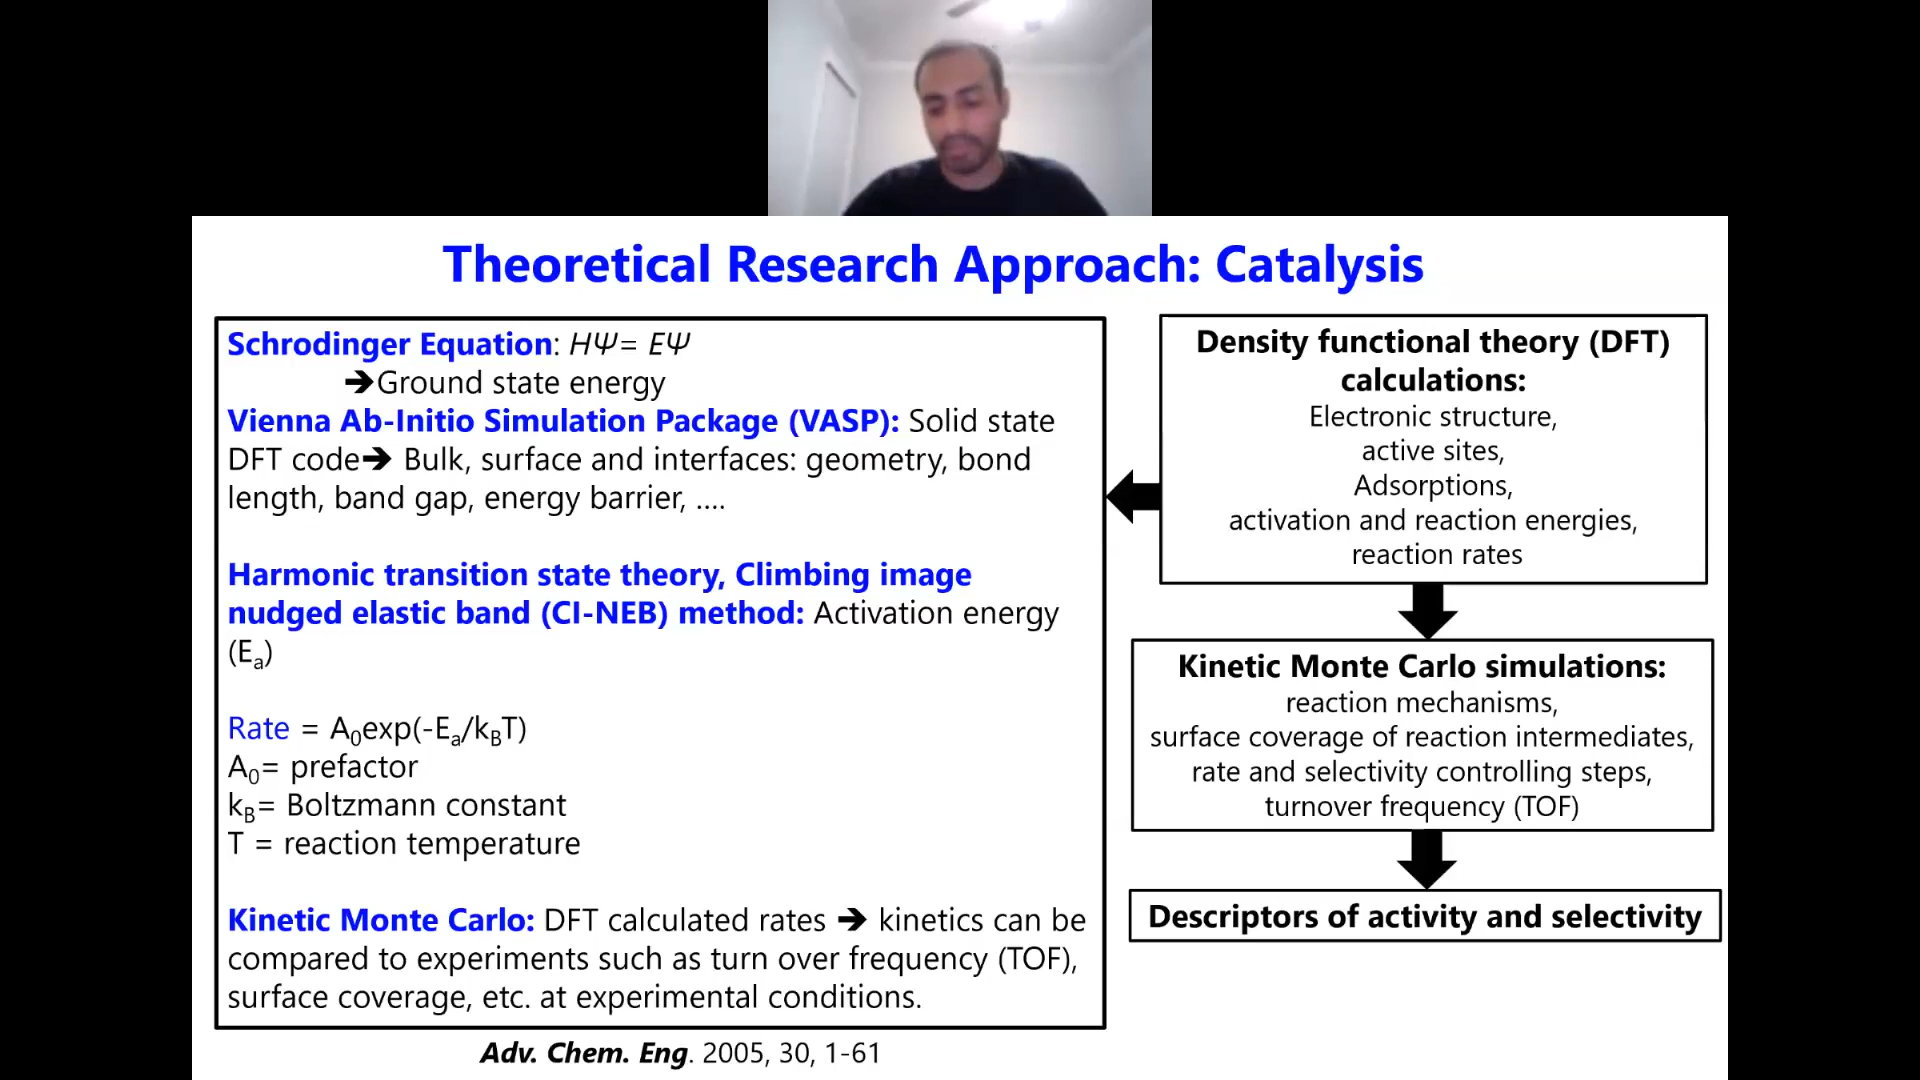 Theoretical Research Approach: Catalysis
Schrodinger Equation: HΨ= EΨ
➔Ground state energy
Vienna Ab-Initio Simulation Package (VASP): Solid state
DFT code➔ Bulk, surface and interfaces: geometry, bond
length, band gap, energy barrier, ....
Harmonic transition state theory, Climbing image
nudged elastic band (CI-NEB) method: Activation energy
(Eₐ)
Rate = A₀exp(-Eₐ/k_BT)
A₀= prefactor
k_B= Boltzmann constant
T = reaction temperature
Kinetic Monte Carlo: DFT calculated rates ➔ kinetics can be
compared to experiments such as turn over frequency (TOF),
surface coverage, etc. at experimental conditions.
Adv. Chem. Eng. 2005, 30, 1-61
Density functional theory (DFT)
calculations:
Electronic structure,
active sites,
Adsorptions,
activation and reaction energies,
reaction rates
Kinetic Monte Carlo simulations:
reaction mechanisms,
surface coverage of reaction intermediates,
rate and selectivity controlling steps,
turnover frequency (TOF)
Descriptors of activity and selectivity